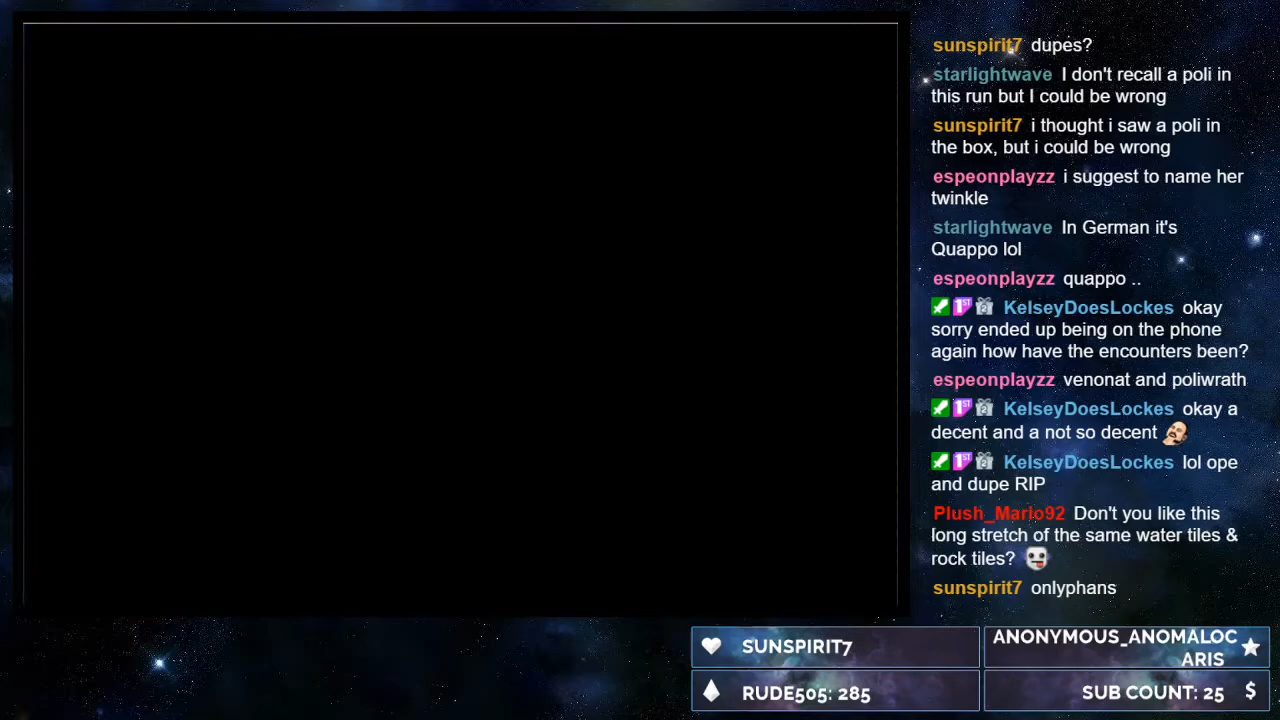 sunspirit7 dupes?
starlightwave I don't recall a poli in
this run but I could be wrong
sunspirit7 i thought i saw a poli in
the box, but i could be wrong
espeonplayzz i suggest to name her
twinkle
starlightwave In German it's
Quappo lol
espeonplayzz quappo ..
1ST KelseyDoesLockes okay
sorry ended up being on the phone
again how have the encounters been?
espeonplayzz venonat and poliwrath
1ST KelseyDoesLockes okay a
decent and a not so decent
1ST KelseyDoesLockes lol ope
and dupe RIP
Plush_Mario92 Don't you like this
long stretch of the same water tiles &
rock tiles?
sunspirit7 onlyphans
SUNSPIRIT7
ANONYMOUS_ANOMALOC
ARIS
RUDE505: 285
SUB COUNT: 25 $